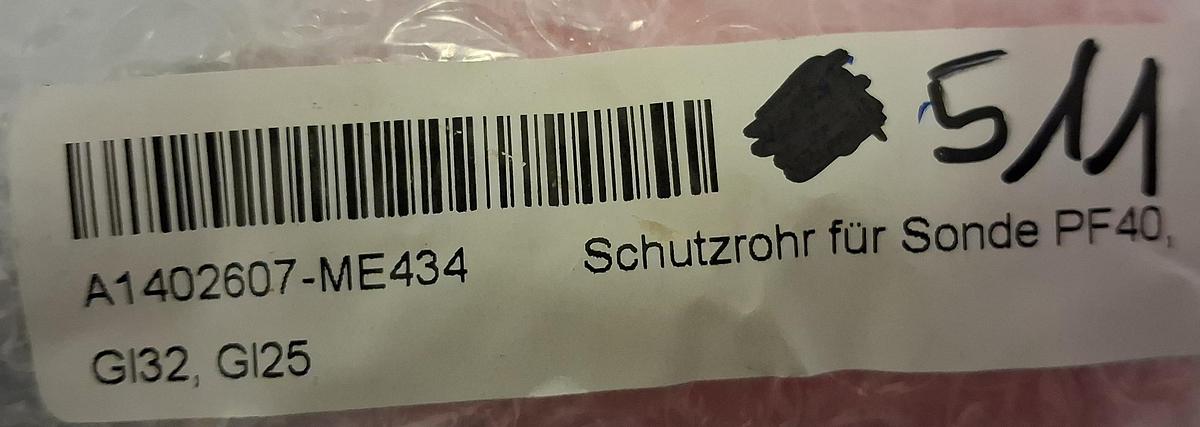 511
A1402607-ME434 Schutzrohr für Sonde PF40,
GI32, GI25